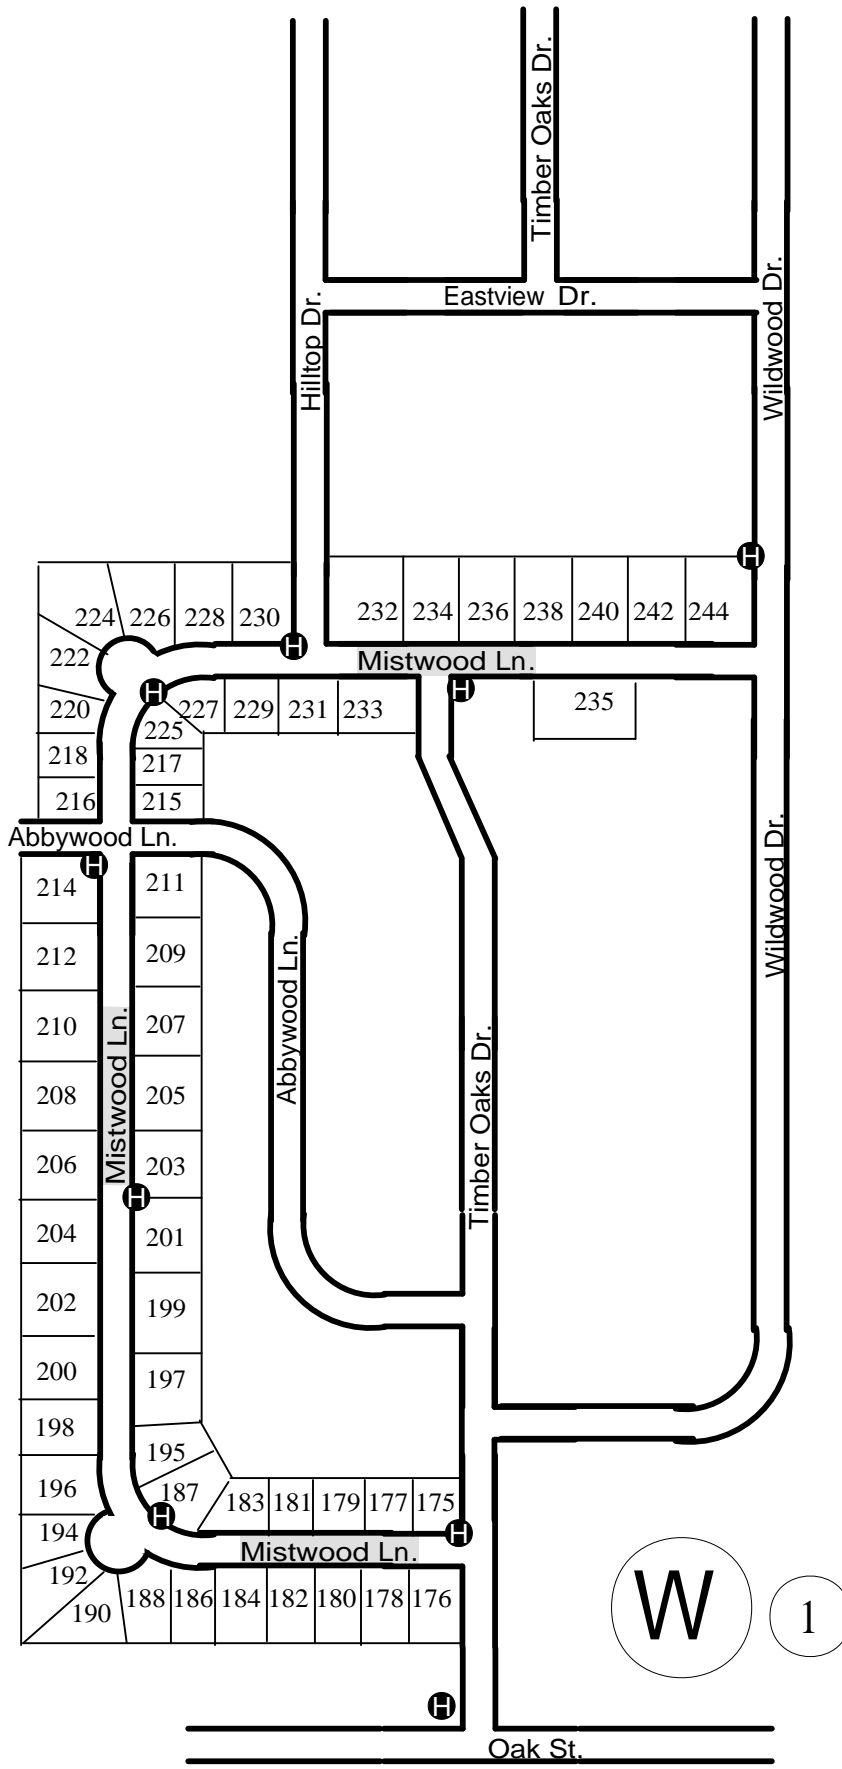 Timber Oaks Dr.
Wildwood Dr.
Eastview Dr.
Hilltop Dr.
H
224 226 228 230
232 234 236 238 240 242 244
H
222
Mistwood Ln.
H H
220
227 229 231 233
235
225
218
217
216
215
Abbywood Ln.
H
214
211
212
209
210
207
208
205
206
203
H
204
201
202
199
200
197
198
195
196
187
183 181 179 177 175
194
H
H
Mistwood Ln.
192
190
188 186 184 182 180 178 176
Mistwood Ln.
Abbywood Ln.
Timber Oaks Dr.
Wildwood Dr.
W
1
H
Oak St.